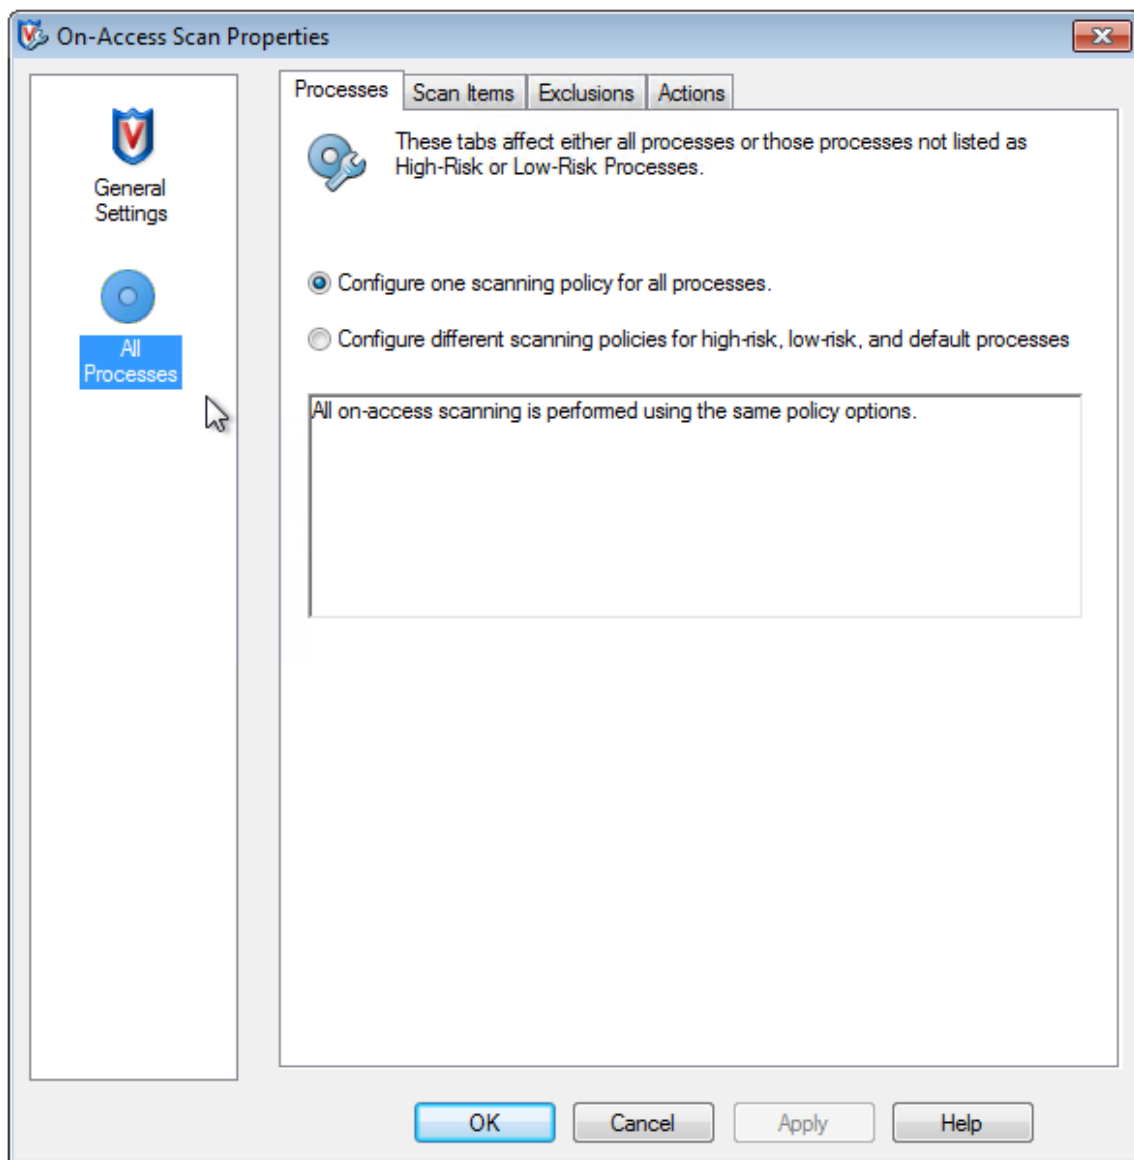 On-Access Scan Properties
General
Settings
All
Processes
Processes
Scan Items
Exclusions
Actions
These tabs affect either all processes or those processes not listed as
High-Risk or Low-Risk Processes.
Configure one scanning policy for all processes.
Configure different scanning policies for high-risk, low-risk, and default processes
All on-access scanning is performed using the same policy options.
OK
Cancel
Apply
Help